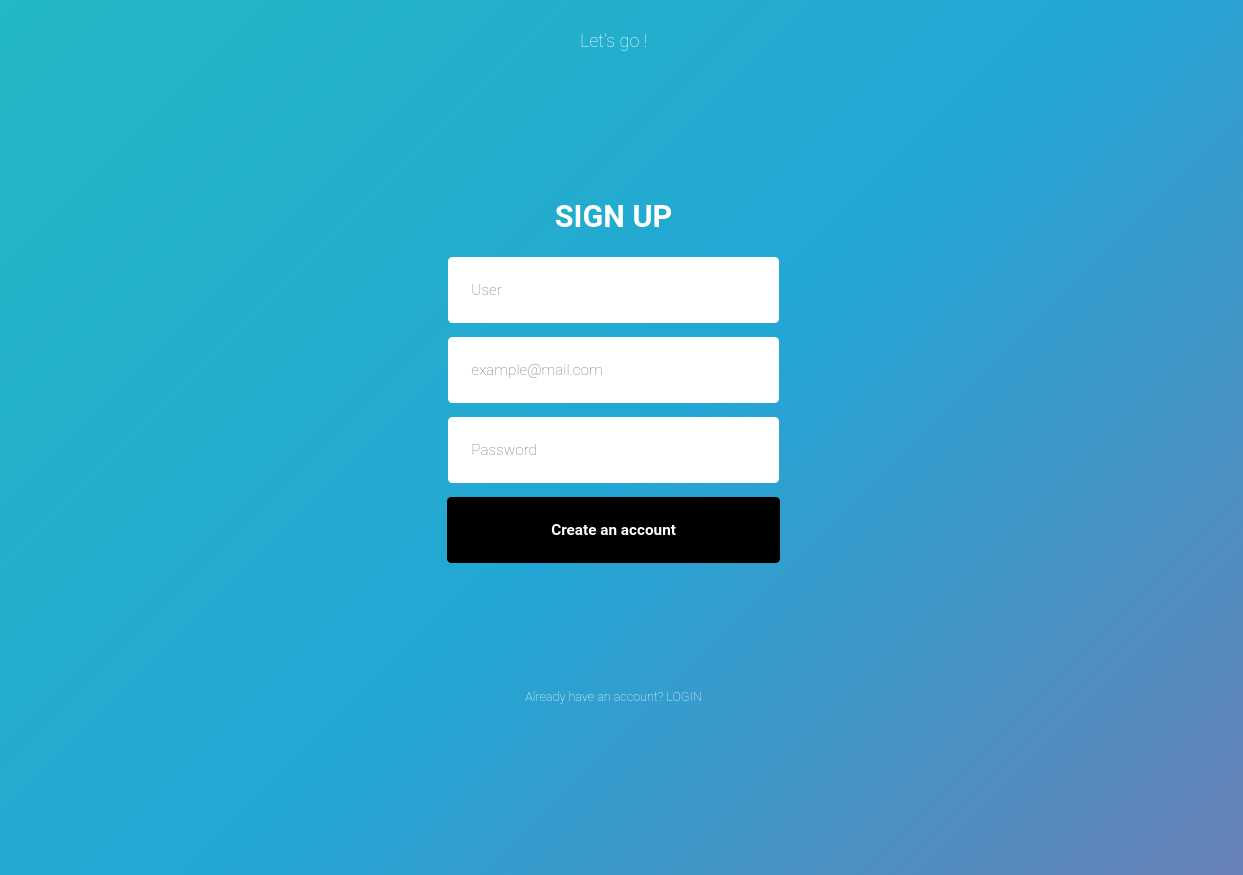 Let's go !
SIGN UP
User
example@mail.com
Password
Create an account
Already have an account? LOGIN